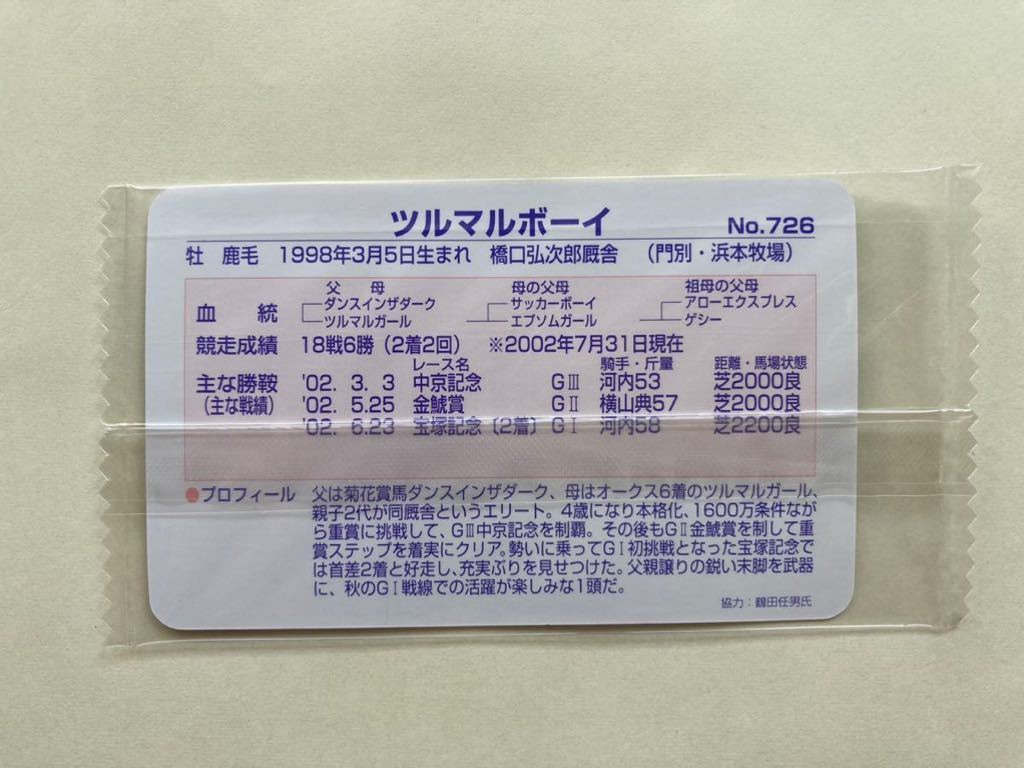 ツルマルボーイ No.726
牡 鹿毛 1998年3月5日生まれ 橋口弘次郎厩舎 (門別・浜本牧場)
父 母 母の父母 祖母の父母
血 統 ダンスインザダーク サッカーボーイ アローエクスプレス
ツルマルガール エプソムガール ゲシー
競走成績 18戦6勝(2着2回) ※2002年7月31日現在
レース名 騎手・斤量 距離・馬場状態
主な勝鞍 '02. 3. 3 中京記念 GⅢ 河内53 芝2000良
(主な戦績) '02. 5.25 金鯱賞 GⅡ 横山典57 芝2000良
'02. 6.23 宝塚記念〔2着〕 GⅠ 河内58 芝2200良
●プロフィール 父は菊花賞馬ダンスインザダーク、母はオークス6着のツルマルガール、
親子2代が同厩舎というエリート。4歳になり本格化、1600万条件なが
ら重賞に挑戦して、GⅢ中京記念を制覇。その後もGⅡ金鯱賞を制して重
賞ステップを着実にクリア。勢いに乗ってGⅠ初挑戦となった宝塚記念で
は首差2着と好走し、充実ぶりを見せつけた。父親譲りの鋭い末脚を武器
に、秋のGⅠ戦線での活躍が楽しみな1頭だ。
協力:鶴田任男氏